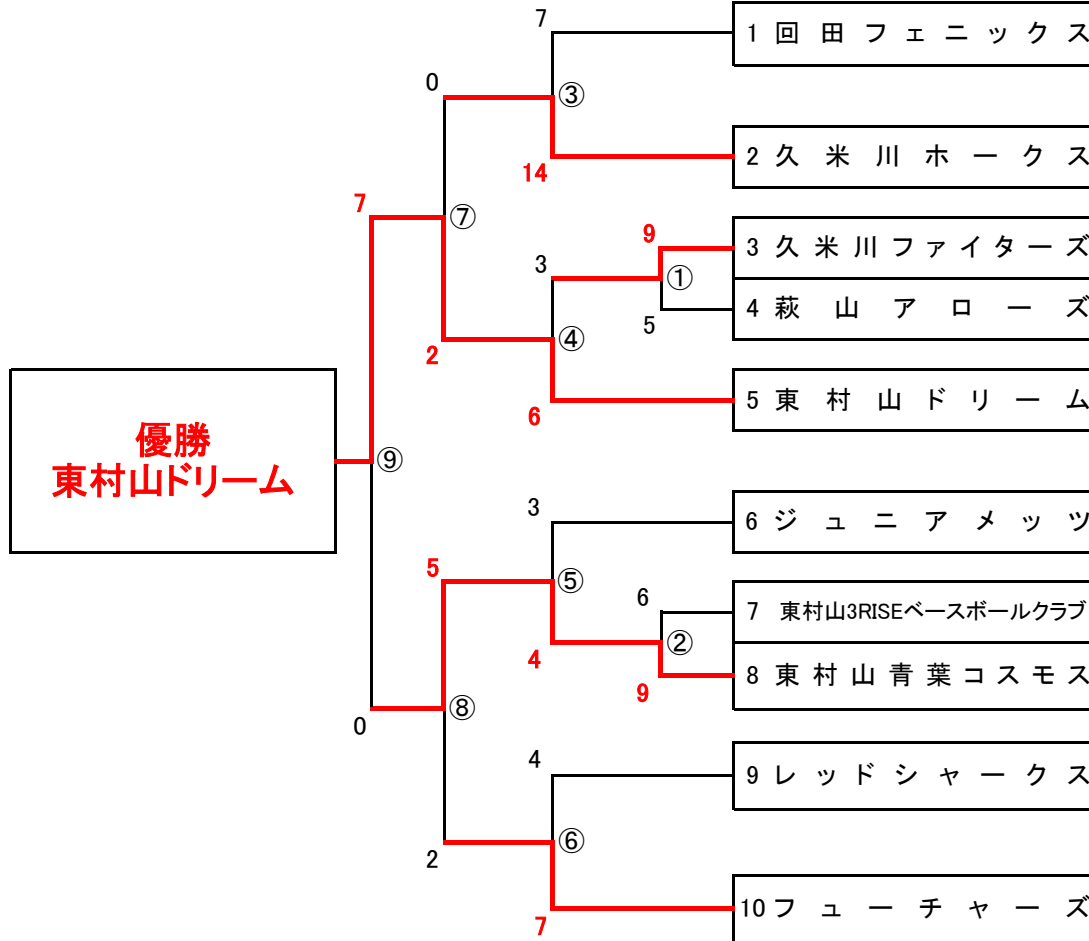 7
1 回田フェニックス
0
③
14
2 久米川ホークス
7
⑦
9
3 久米川ファイターズ
3
①
5
4 萩山アローズ
2
④
6
5 東村山ドリーム
優勝
東村山ドリーム
⑨
3
6 ジュニアメッツ
5
⑤
6
7 東村山3RISEベースボールクラブ
4
②
9
8 東村山青葉コスモス
0
⑧
4
9 レッドシャークス
2
⑥
7
10 フューチャーズ